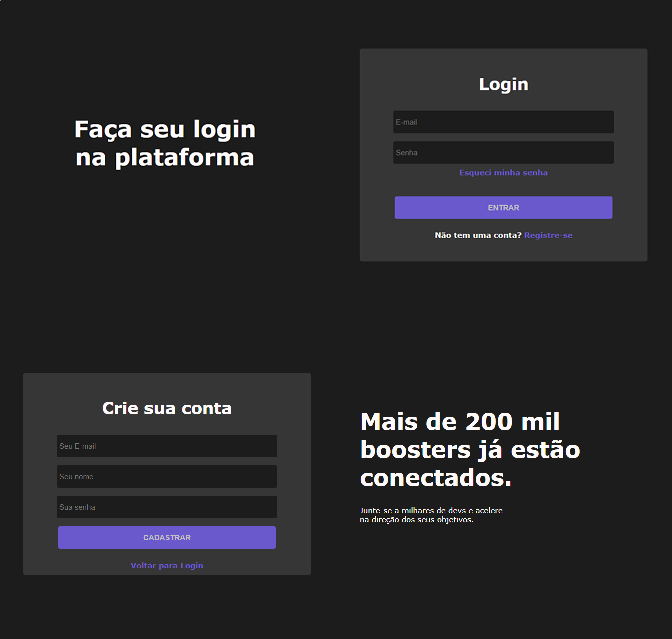 Faça seu login
na plataforma
Login
E-mail
Senha
Esqueci minha senha
ENTRAR
Não tem uma conta? Registre-se
Crie sua conta
Seu E-mail
Seu nome
Sua senha
CADASTRAR
Voltar para Login
Mais de 200 mil
boosters já estão
conectados.
Junte-se a milhares de devs e acelere
na direção dos seus objetivos.